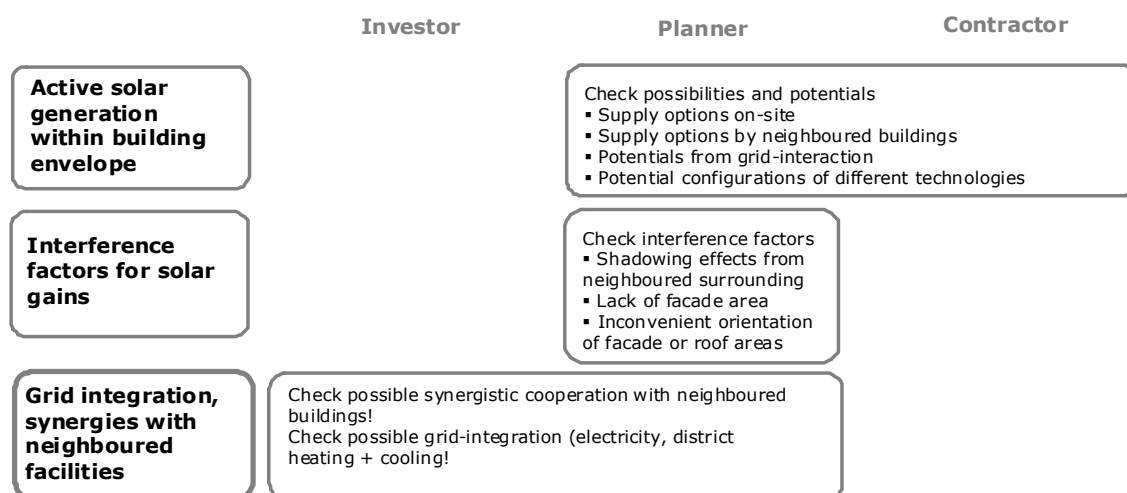 Investor
Planner
Contractor
Active solar
generation
within building
envelope
Check possibilities and potentials
▪ Supply options on-site
▪ Supply options by neighboured buildings
▪ Potentials from grid-interaction
▪ Potential configurations of different technologies
Interference
factors for solar
gains
Check interference factors
▪ Shadowing effects from
neighboured surrounding
▪ Lack of facade area
▪ Inconvenient orientation
of facade or roof areas
Grid integration,
synergies with
neighboured
facilities
Check possible synergistic cooperation with neighboured
buildings!
Check possible grid-integration (electricity, district
heating + cooling!